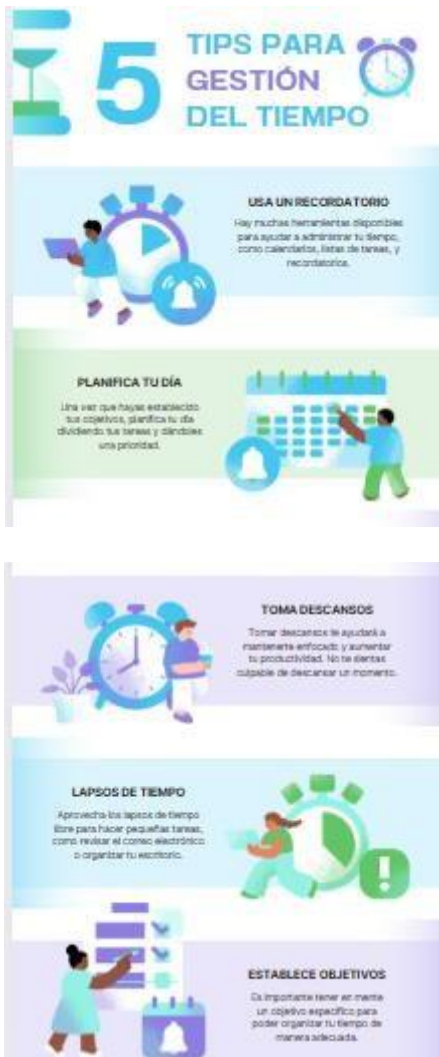 5
TIPS PARA
GESTIÓN
DEL TIEMPO
USA UN RECORDATORIO
Hay muchas herramientas disponibles
para ayudar a administrar tu tiempo,
como calendarios, listas de tareas, y
recordatorios.
PLANIFICA TU DÍA
Una vez que hayas establecido
tus objetivos, planifica tu día
dividiendo tus tareas y dándoles
una prioridad.
TOMA DESCANSOS
Tomar descansos te ayudará a
mantenerte enfocado y aumentar
tu productividad. No te sientas
culpable de descansar un momento.
LAPSOS DE TIEMPO
Aprovecha los lapsos de tiempo
libre para hacer pequeñas tareas,
como revisar el correo electrónico
o organizar tu escritorio.
ESTABLECE OBJETIVOS
Es importante tener en mente
un objetivo específico para
poder organizar tu tiempo de
manera adecuada.